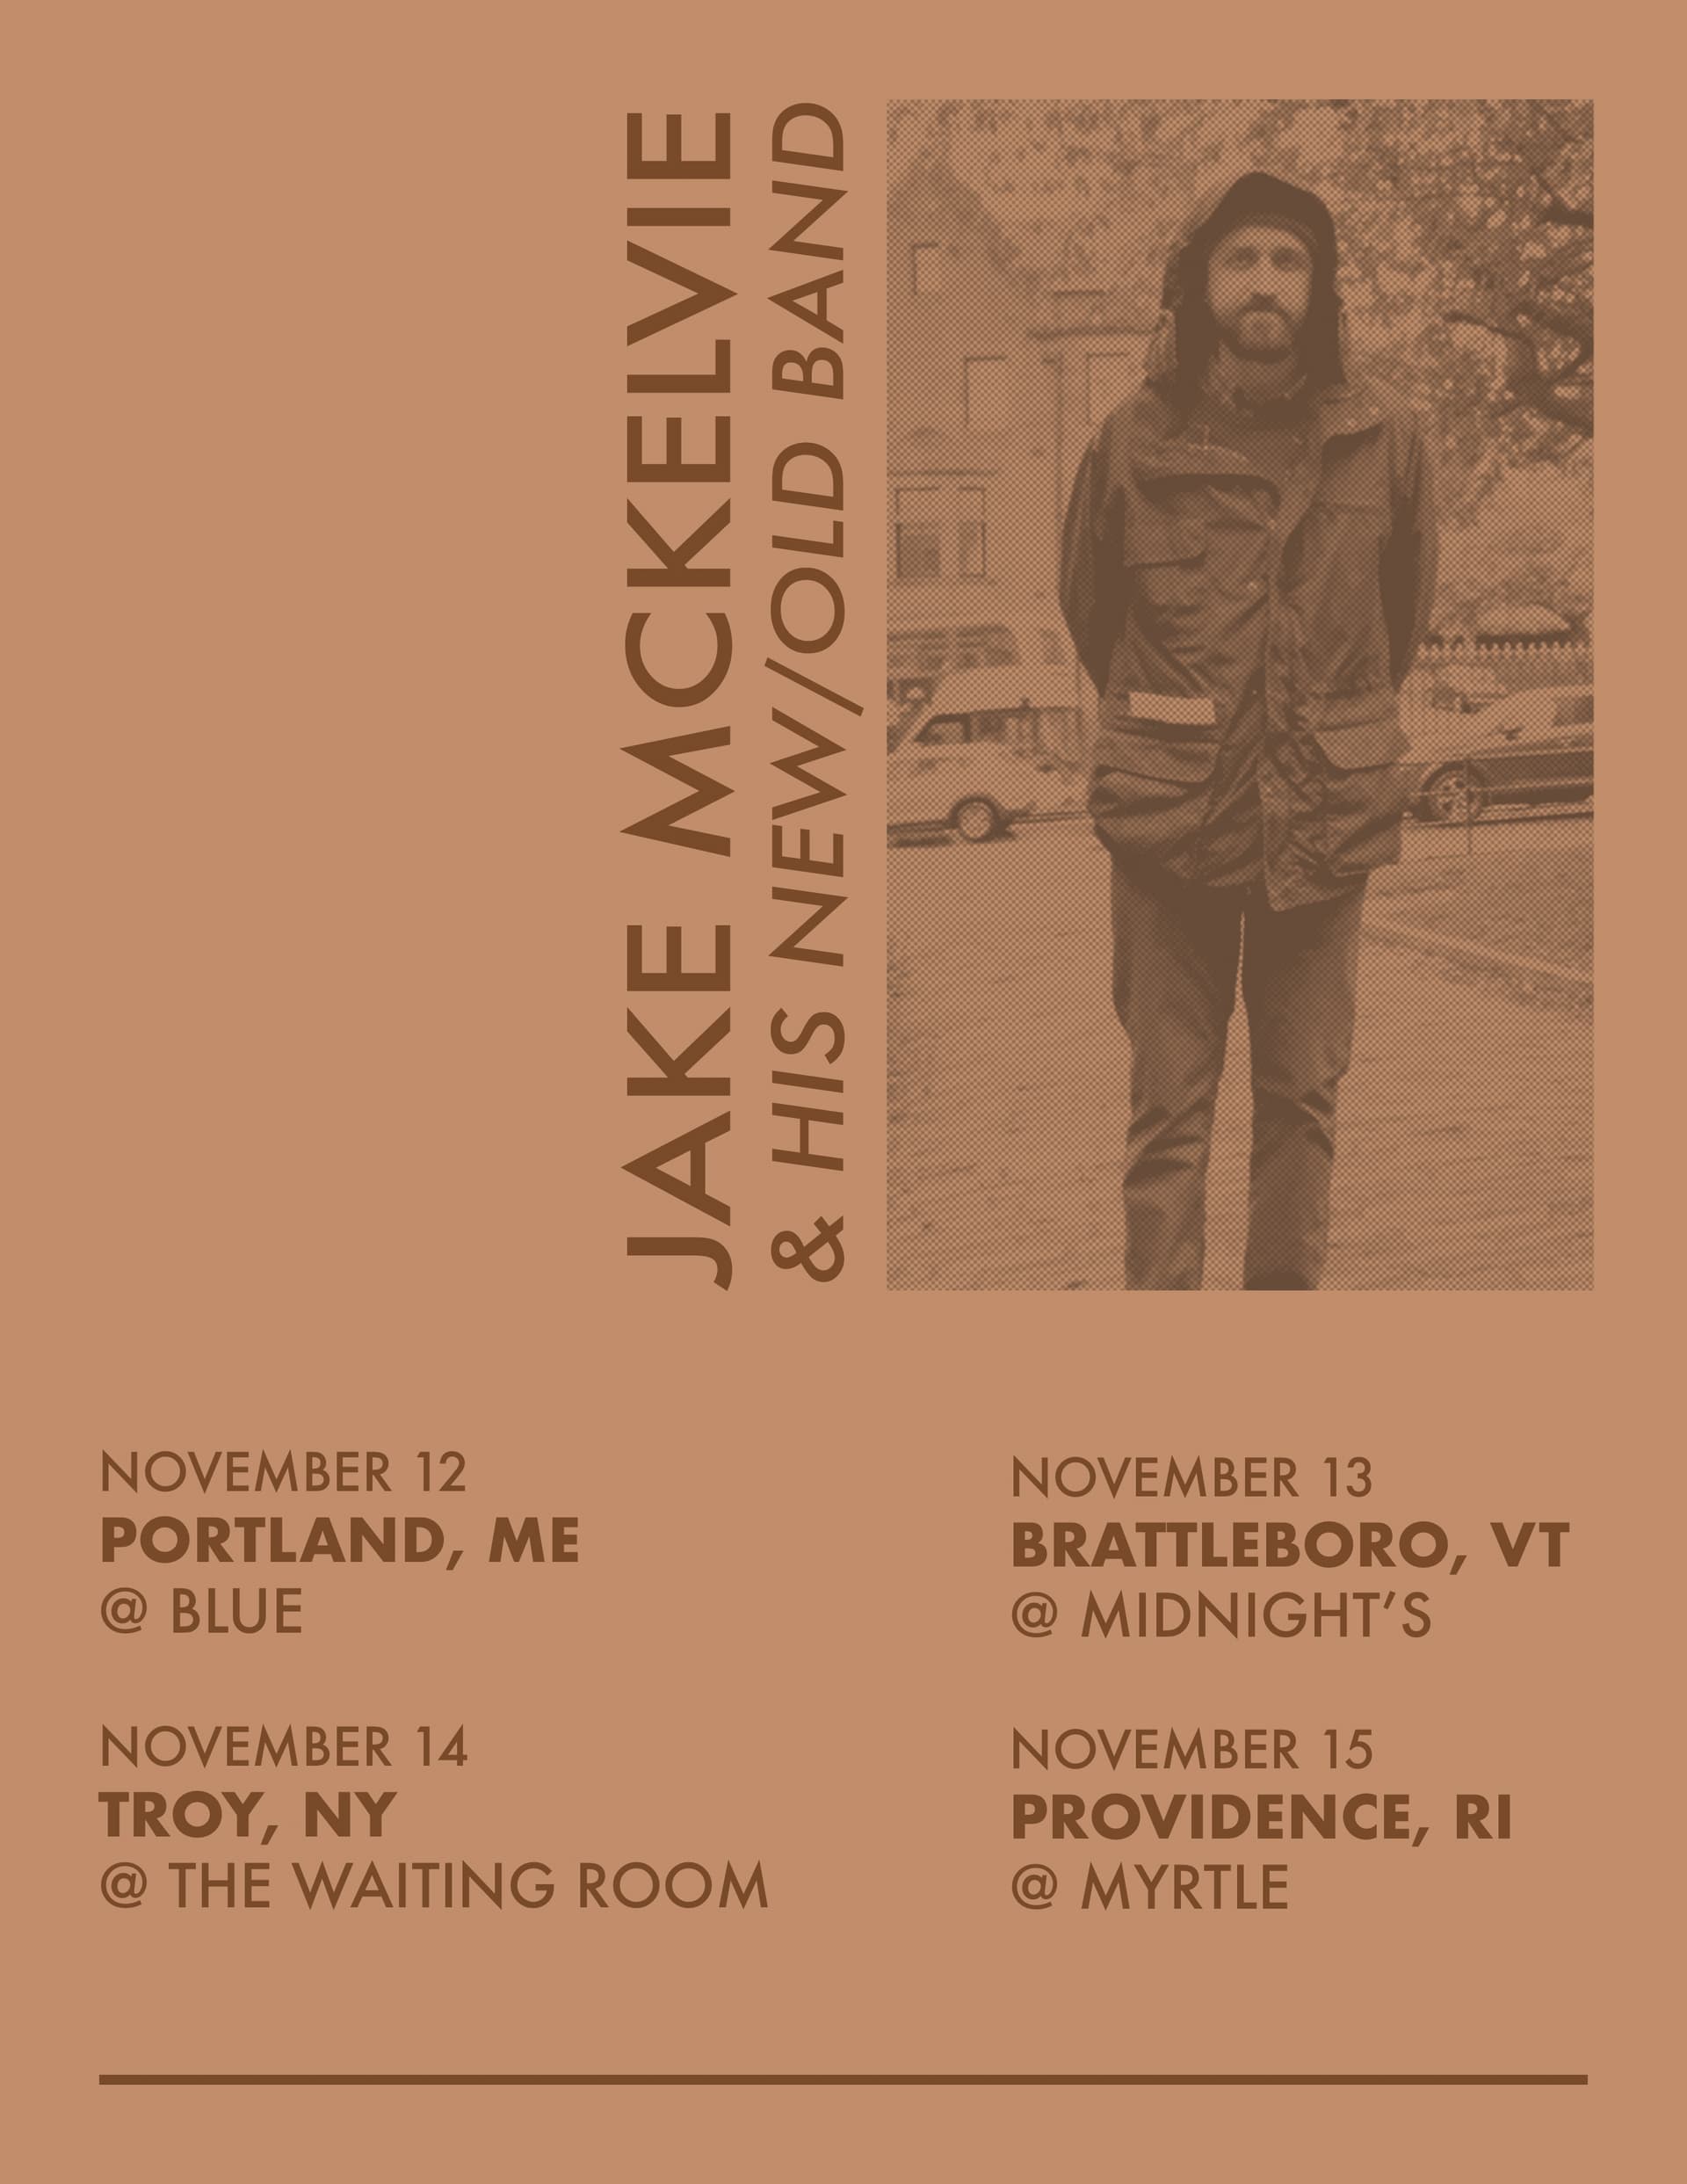 JAKE MCKELVIE
& HIS NEW/OLD BAND
NOVEMBER 12
PORTLAND, ME
@ BLUE
NOVEMBER 13
BRATTLEBORO, VT
@ MIDNIGHT’S
NOVEMBER 14
TROY, NY
@ THE WAITING ROOM
NOVEMBER 15
PROVIDENCE, RI
@ MYRTLE